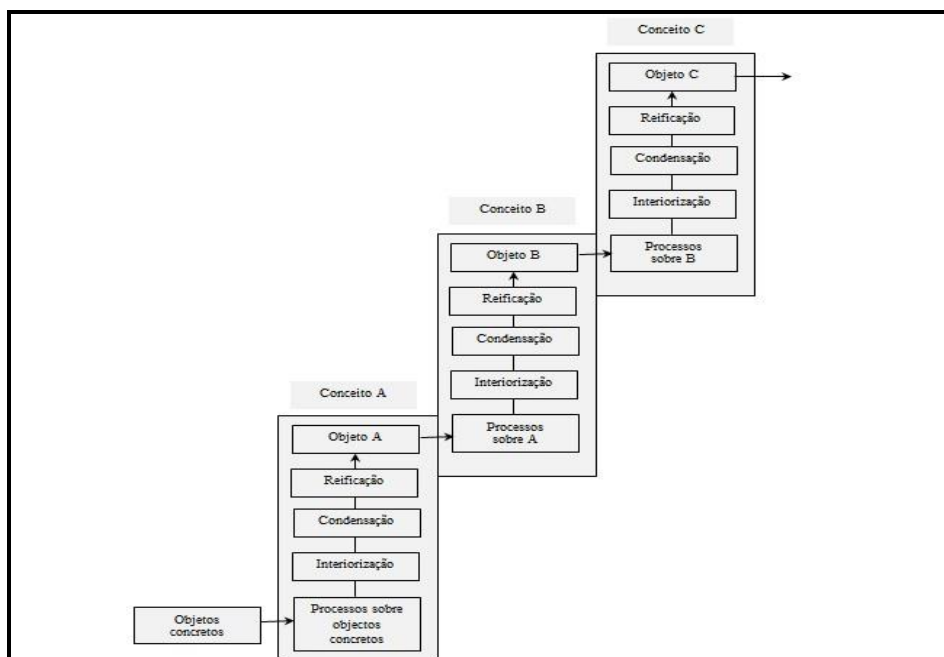 Conceito C
Objeto C
Reificação
Condensação
Interiorização
Processos
sobre B
Conceito B
Objeto B
Reificação
Condensação
Interiorização
Processos
sobre A
Conceito A
Objeto A
Reificação
Condensação
Interiorização
Processos sobre
objectos
concretos
Objetos
concretos